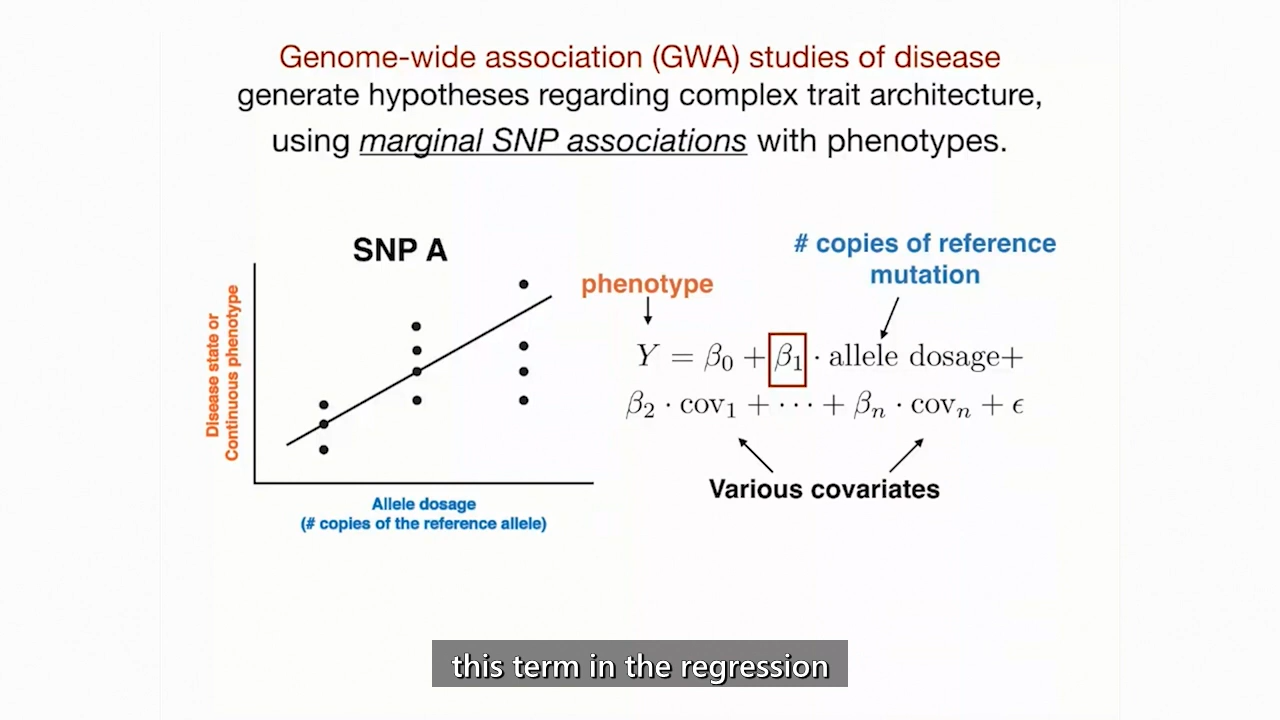 Genome-wide association (GWA) studies of disease
generate hypotheses regarding complex trait architecture,
using marginal SNP associations with phenotypes.
SNP A
Disease state or
Continuous phenotype
Allele dosage
(# copies of the reference allele)
# copies of reference
mutation
phenotype
Y = β₀ + β₁ · allele dosage+
β₂ · cov₁ + ⋯ + βₙ · covₙ + ϵ
Various covariates
this term in the regression